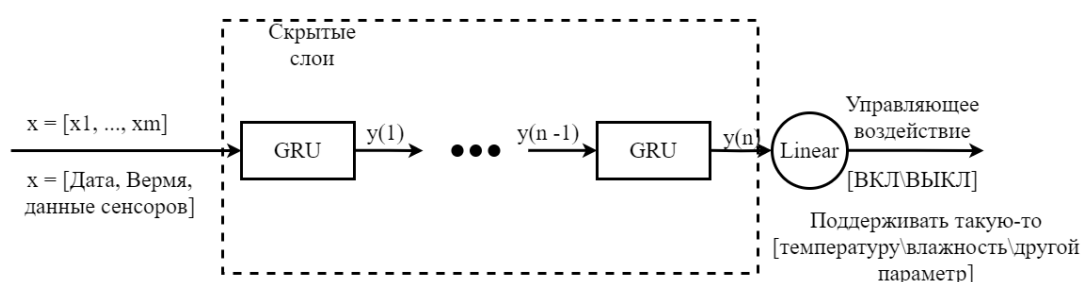 Скрытые
слои
x = [x1, ..., xm]
x = [Дата, Вермя,
данные сенсоров]
GRU
y(1)
y(n -1)
GRU
y(n)
Linear
Управляющее
воздействие
[ВКЛ\ВЫКЛ]
Поддерживать такую-то
[температуру\влажность\другой
параметр]